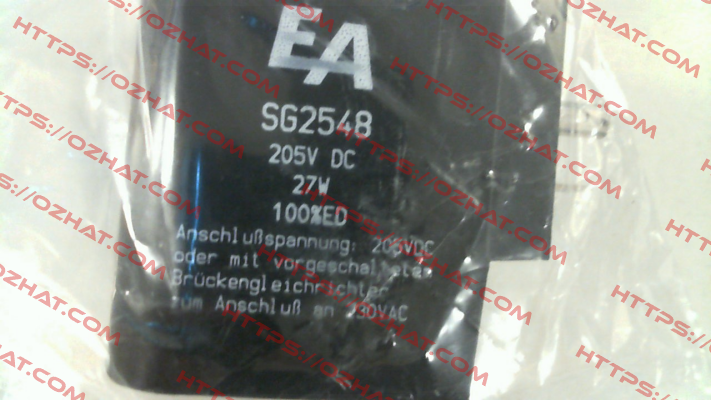 EA
SG2548
205V DC
27W
100%ED
Anschlußspannung: 205VDC
oder mit vorgeschaltetem
Brückengleichrichter
zum Anschluß an 230VAC
HTTPS://OZHAT.COM